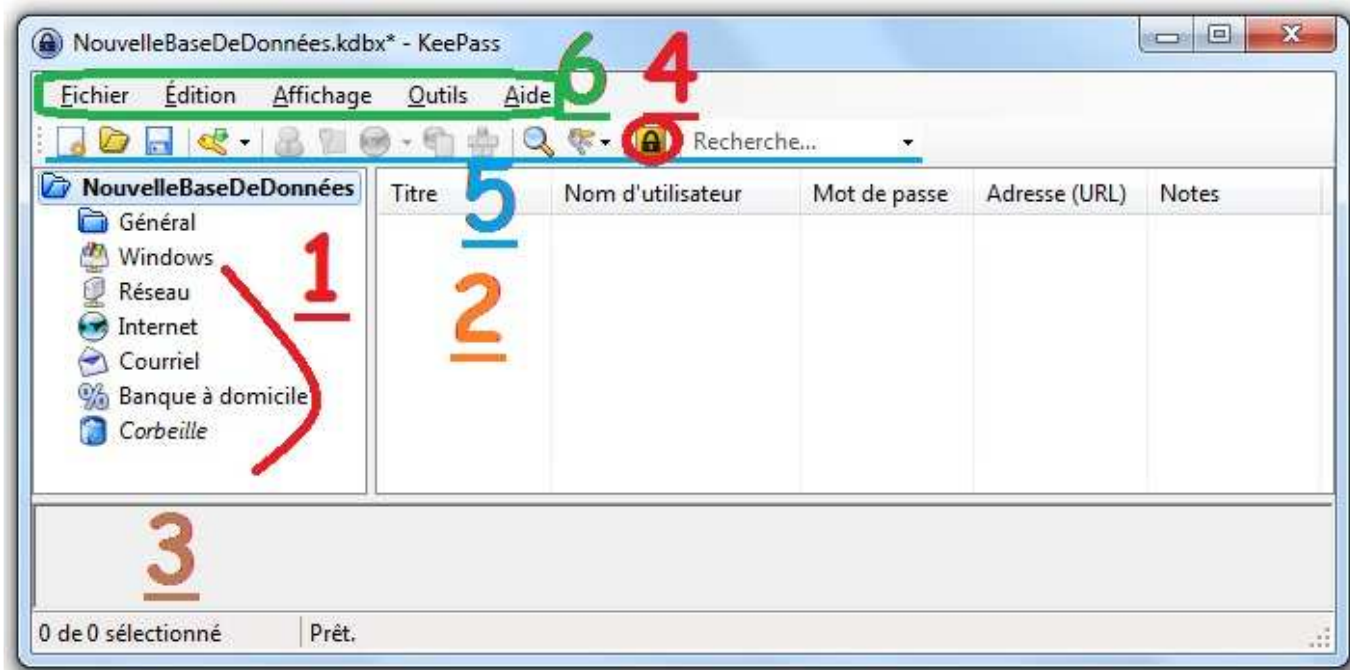 NouvelleBaseDeDonnées.kdbx* - KeePass
6 4
Fichier Édition Affichage Outils Aide
Recherche...
NouvelleBaseDeDonnées
Général
Windows
Réseau
Internet
Courriel
Banque à domicile
Corbeille
1
Titre Nom d'utilisateur Mot de passe Adresse (URL) Notes
5
2
3
0 de 0 sélectionné Prêt.